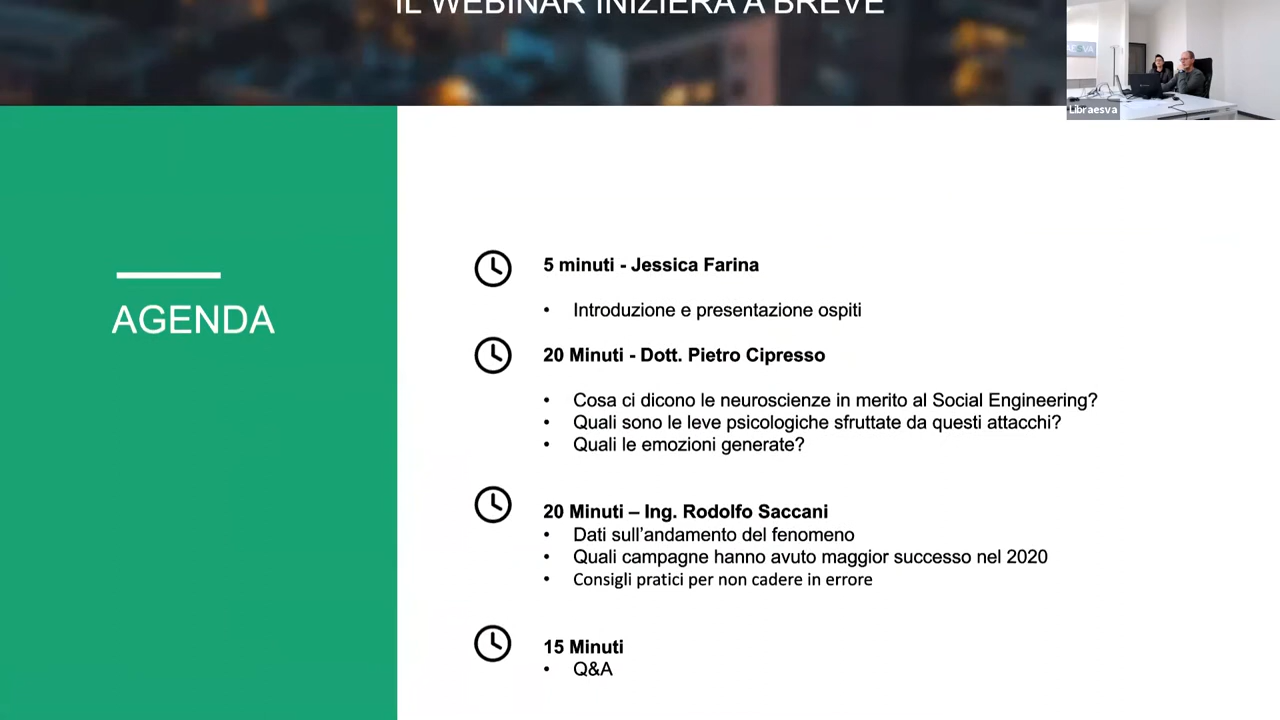 IL WEBINAR INIZIERÀ A BREVE
Libraesva
AGENDA
5 minuti - Jessica Farina
• Introduzione e presentazione ospiti
20 Minuti - Dott. Pietro Cipresso
• Cosa ci dicono le neuroscienze in merito al Social Engineering?
• Quali sono le leve psicologiche sfruttate da questi attacchi?
• Quali le emozioni generate?
20 Minuti – Ing. Rodolfo Saccani
• Dati sull’andamento del fenomeno
• Quali campagne hanno avuto maggior successo nel 2020
• Consigli pratici per non cadere in errore
15 Minuti
• Q&A